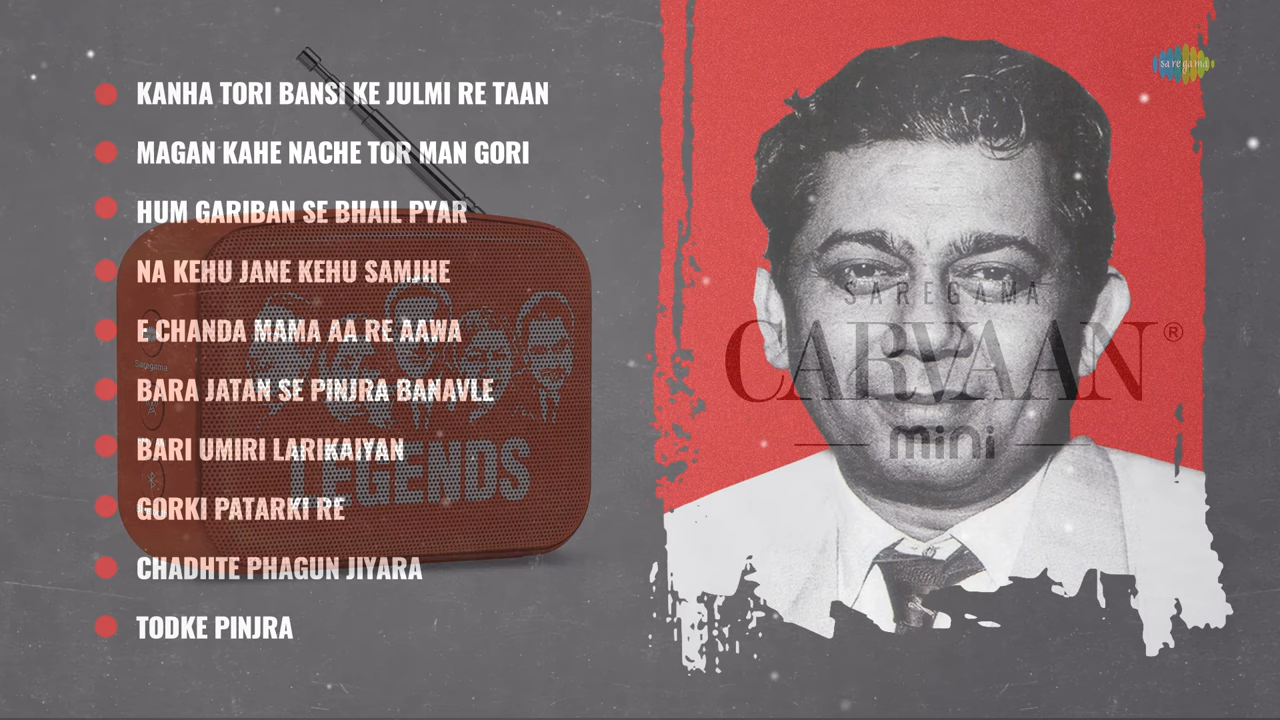 KANHA TORI BANSI KE JULMI RE TAAN
MAGAN KAHE NACHE TOR MAN GORI
HUM GARIBAN SE BHAIL PYAR
NA KEHU JANE KEHU SAMJHE
E CHANDA MAMA AA RE AAWA
BARA JATAN SE PINJRA BANAVLE
BARI UMIRI LARIKAIYAN
GORKI PATARKI RE
CHADHTE PHAGUN JIYARA
TODKE PINJRA
Saregama
LEGENDS
saregama
SAREGAMA
CARVAAN®
mini